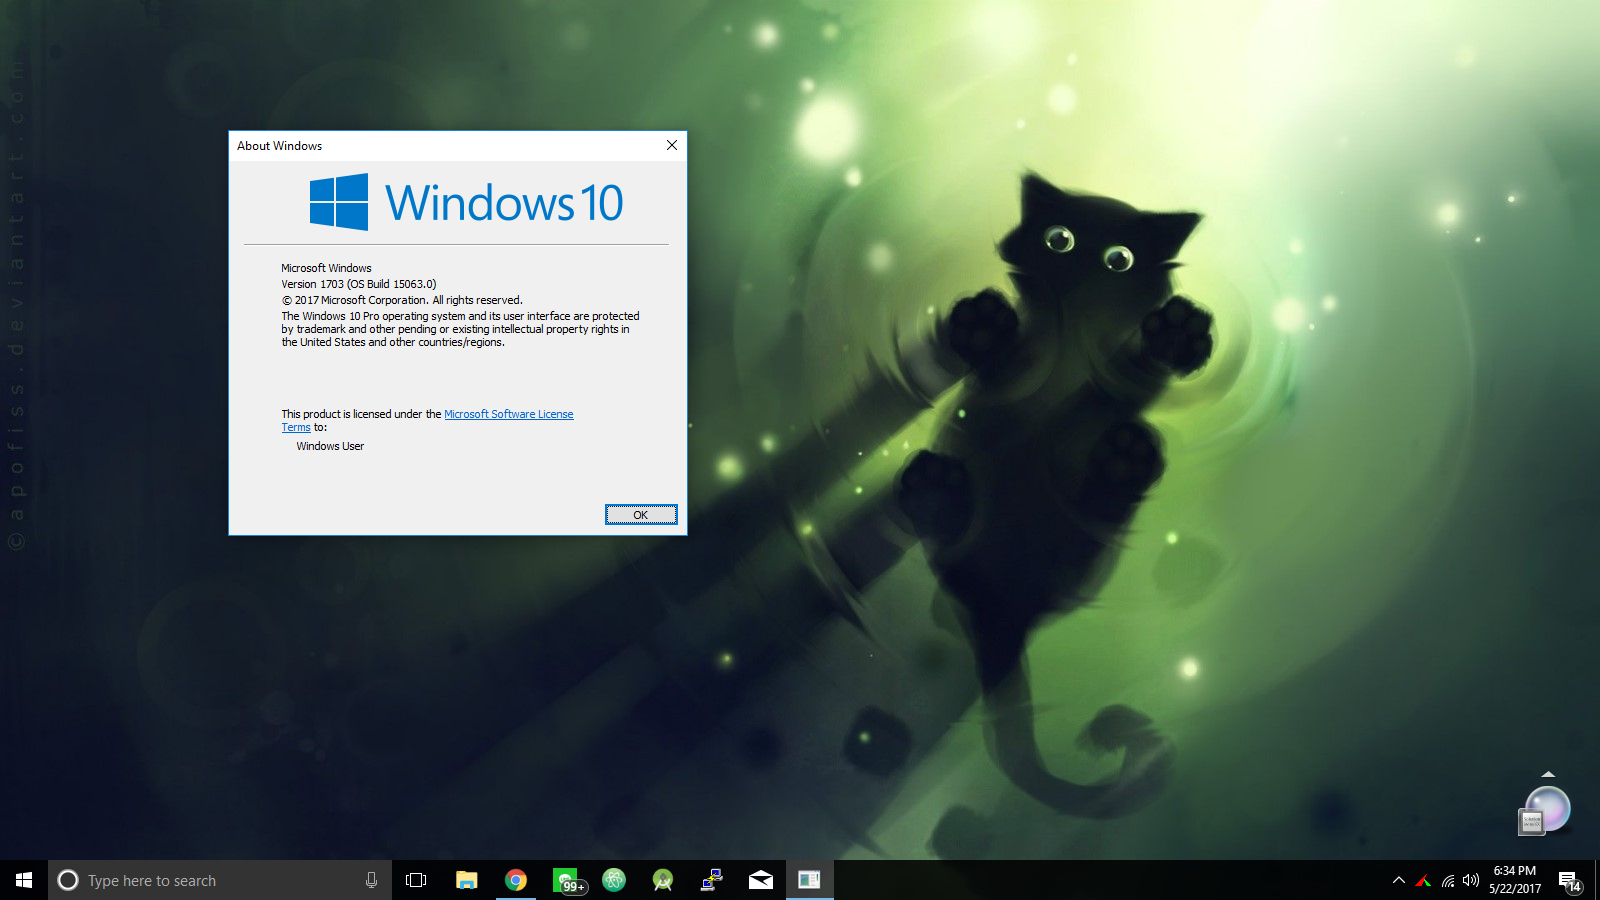 ©apofiss.deviantart.com
About Windows
Windows 10
Microsoft Windows
Version 1703 (OS Build 15063.0)
© 2017 Microsoft Corporation. All rights reserved.
The Windows 10 Pro operating system and its user interface are protected
by trademark and other pending or existing intellectual property rights in
the United States and other countries/regions.
This product is licensed under the Microsoft Software License
Terms to:
Windows User
OK
Type here to search
99+
6:34 PM
5/22/2017
14